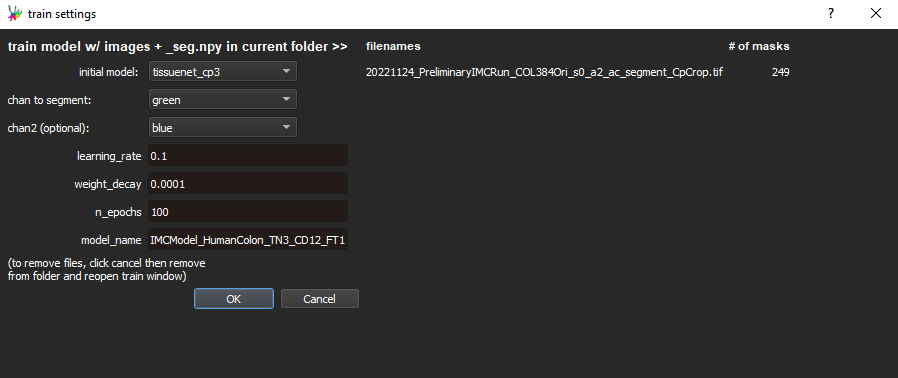 train settings
?
train model w/ images + _seg.npy in current folder >> filenames # of masks
initial model: tissuenet_cp3 20221124_PreliminaryIMCRun_COL384Ori_s0_a2_ac_segment_CpCrop.tif 249
chan to segment: green
chan2 (optional): blue
learning_rate 0.1
weight_decay 0.0001
n_epochs 100
model_name IMCModel_HumanColon_TN3_CD12_FT1
(to remove files, click cancel then remove
from folder and reopen train window)
OK Cancel